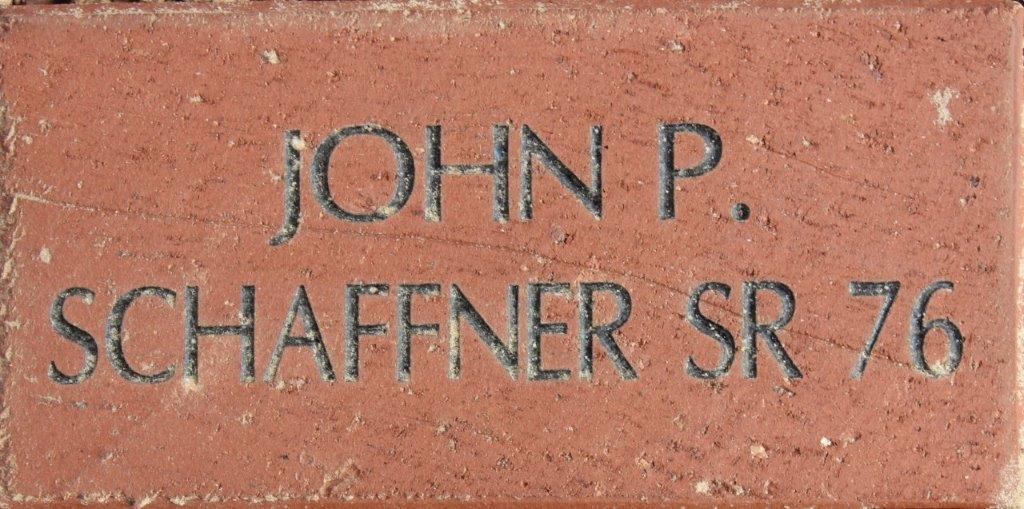 JOHN P.
SCHAFFNER SR 76